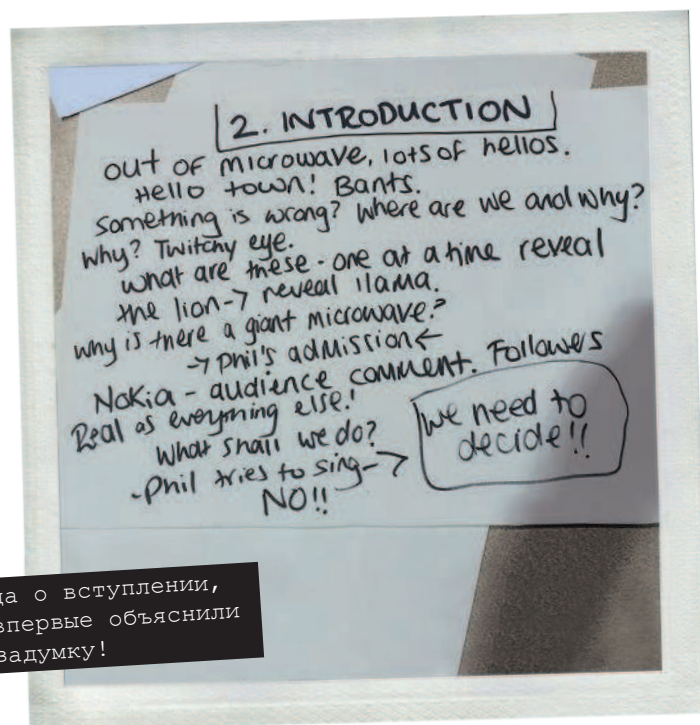 2. INTRODUCTION
out of microwave, lots of hellos.
Hello town! Bants.
Something is wrong? Where are we and why?
Why? Twitchy eye.
What are these - one at a time reveal
the lion → reveal llama.
why is there a giant microwave?
→ Phil's admission ←
Nokia - audience comment. Followers
Real as everything else!
What shall we do?
- Phil tries to sing - →
NO!!
we need to
decide!!
о вступлении,
впервые объяснили
задумку!